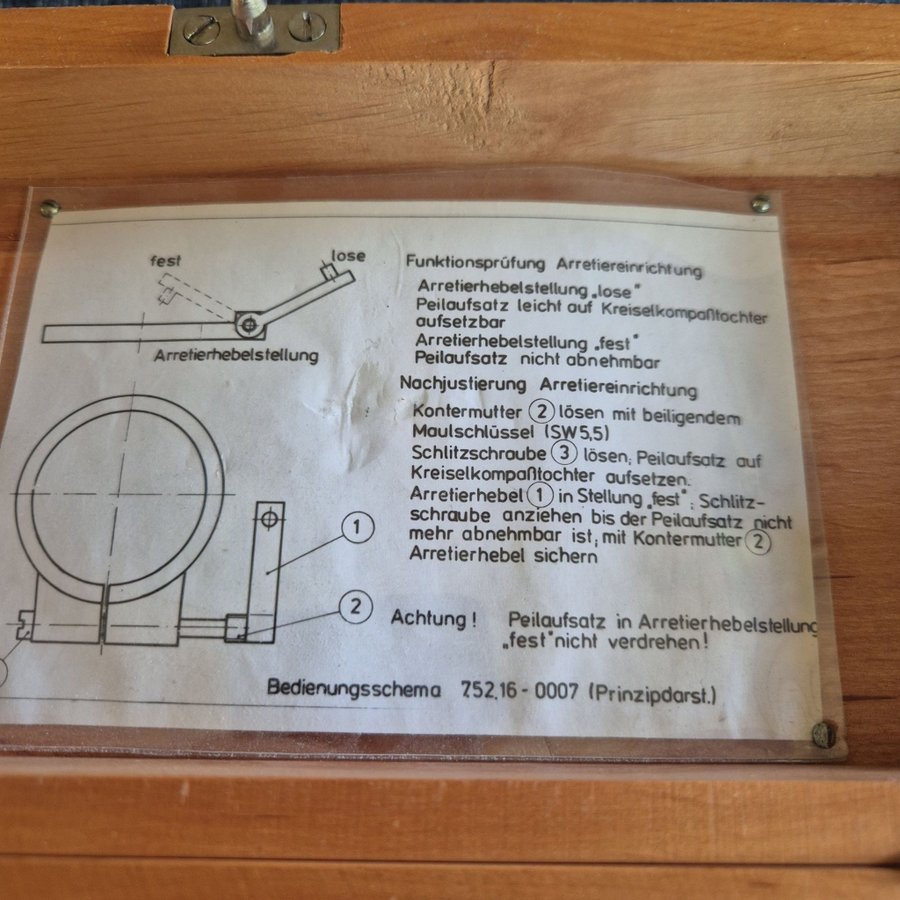 fest
lose
Arretierhebelstellung
Funktionsprüfung Arretiereinrichtung
Arretierhebelstellung „lose"
Peilaufsatz leicht auf Kreiselkompaßtochter
aufsetzbar
Arretierhebelstellung „fest"
Peilaufsatz nicht abnehmbar
Nachjustierung Arretiereinrichtung
Kontermutter 2 lösen mit beiligendem
Maulschlüssel (SW 5,5)
Schlitzschraube 3 lösen; Peilaufsatz auf
Kreiselkompaßtochter aufsetzen.
Arretierhebel 1 in Stellung „fest"; Schlitz-
schraube anziehen bis der Peilaufsatz nicht
mehr abnehmbar ist; mit Kontermutter 2
Arretierhebel sichern
1
2
Achtung! Peilaufsatz in Arretierhebelstellung
„fest" nicht verdrehen!
Bedienungsschema 752.16-0007 (Prinzipdarst.)